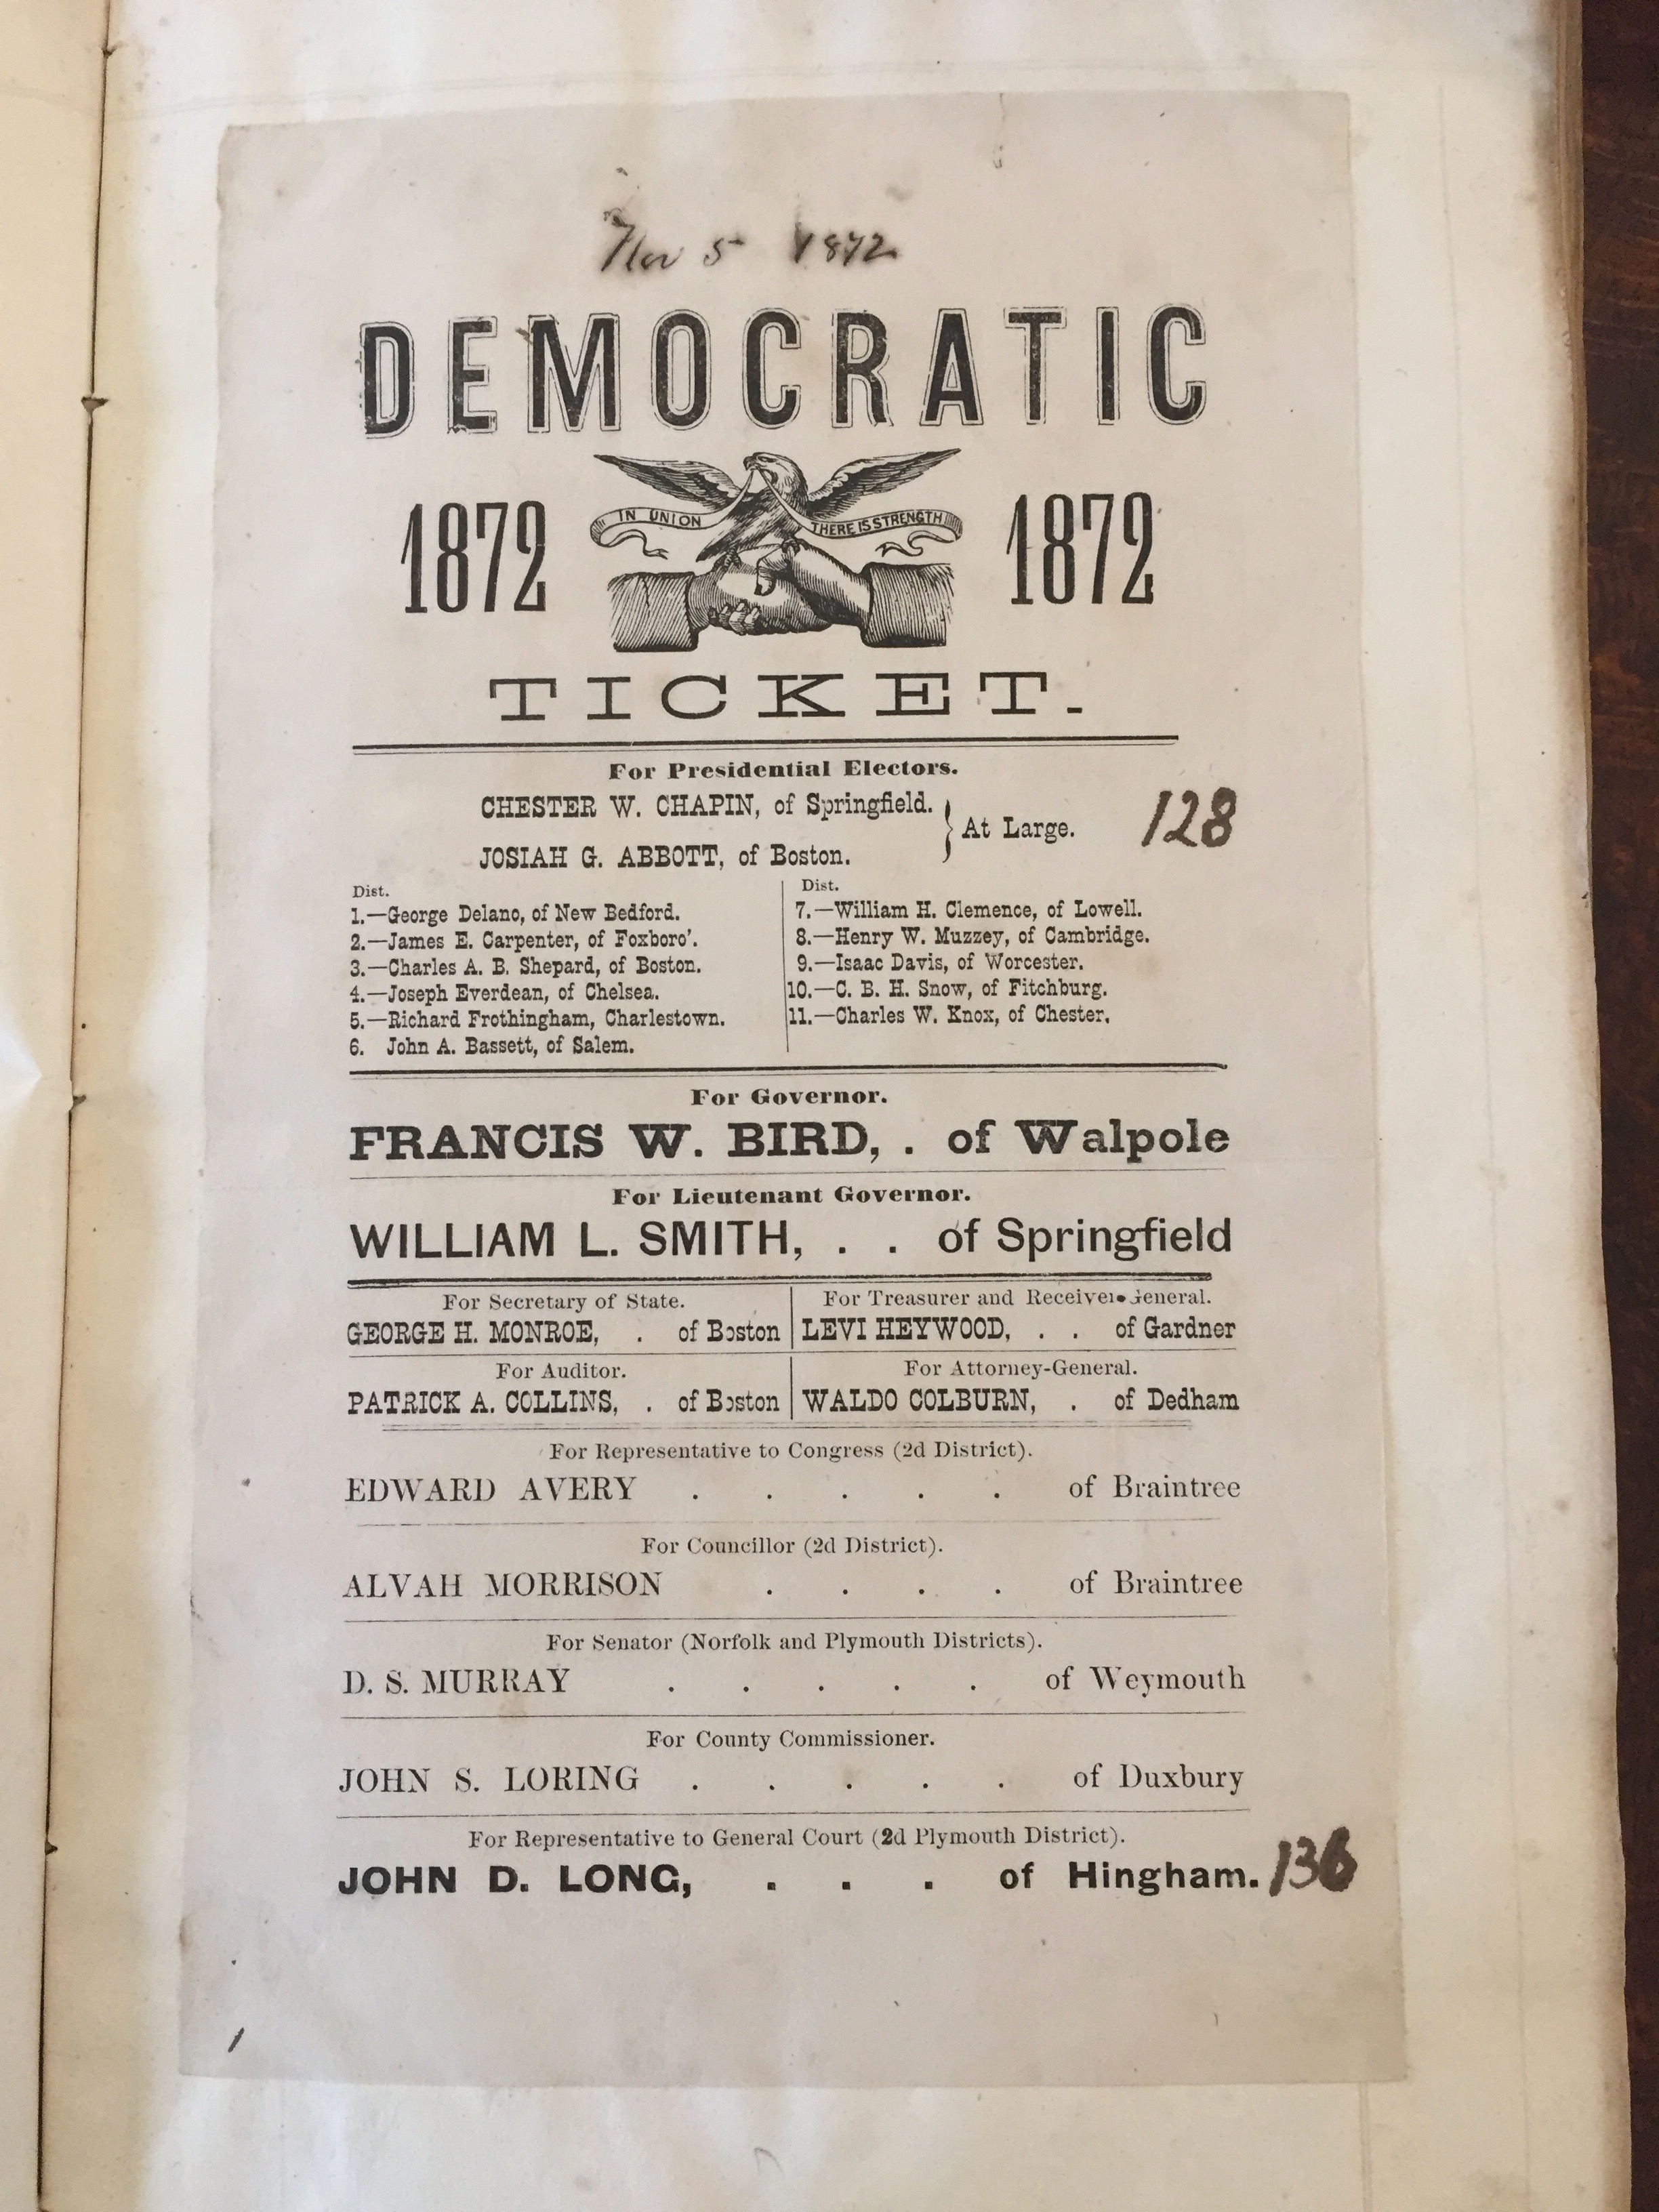 Nov 5 1872
DEMOCRATIC
1872 IN UNION THERE IS STRENGTH 1872
TICKET.
For Presidential Electors.
CHESTER W. CHAPIN, of Springfield.
At Large. 128
JOSIAH G. ABBOTT, of Boston.
Dist.
1.—George Delano, of New Bedford.
2.—James E. Carpenter, of Foxboro'.
3.—Charles A. B. Shepard, of Boston.
4.—Joseph Everdean, of Chelsea.
5.—Richard Frothingham, Charlestown.
6. John A. Bassett, of Salem.
Dist.
7.—William H. Clemence, of Lowell.
8.—Henry W. Muzzey, of Cambridge.
9.—Isaac Davis, of Worcester.
10.—C. B. H. Snow, of Fitchburg.
11.—Charles W. Knox, of Chester.
For Governor.
FRANCIS W. BIRD, . of Walpole
For Lieutenant Governor.
WILLIAM L. SMITH, . . of Springfield
For Secretary of State.
GEORGE H. MONROE, . of Boston
For Treasurer and Receiver General.
LEVI HEYWOOD, . . of Gardner
For Auditor.
PATRICK A. COLLINS, . of Boston
For Attorney-General.
WALDO COLBURN, . of Dedham
For Representative to Congress (2d District).
EDWARD AVERY . . . . . of Braintree
For Councillor (2d District).
ALVAH MORRISON . . . . of Braintree
For Senator (Norfolk and Plymouth Districts).
D. S. MURRAY . . . . . of Weymouth
For County Commissioner.
JOHN S. LORING . . . . . of Duxbury
For Representative to General Court (2d Plymouth District).
JOHN D. LONG, . . . of Hingham. 136